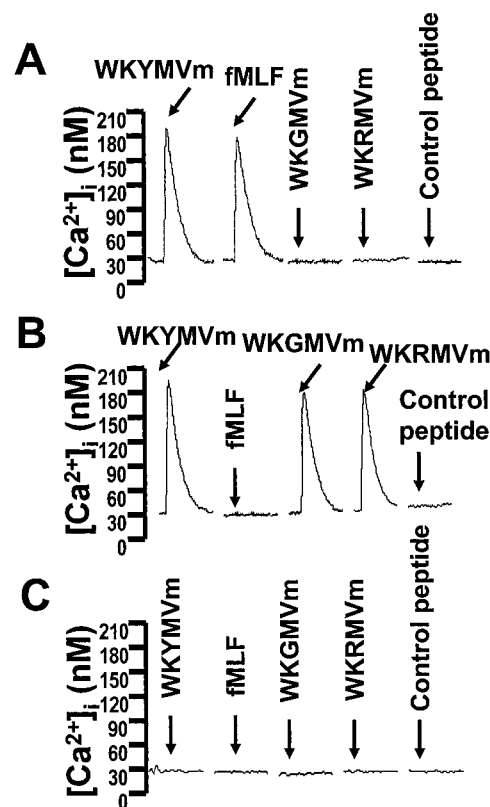 A
WKYMVm
fMLF
WKGMVm
WKRMVm
Control peptide
[Ca2+]i (nM)
210
180
150
120
90
60
30
0
B
WKYMVm
fMLF
WKGMVm
WKRMVm
Control
peptide
[Ca2+]i (nM)
210
180
150
120
90
60
30
0
C
WKYMVm
fMLF
WKGMVm
WKRMVm
Control peptide
[Ca2+]i (nM)
210
180
150
120
90
60
30
0